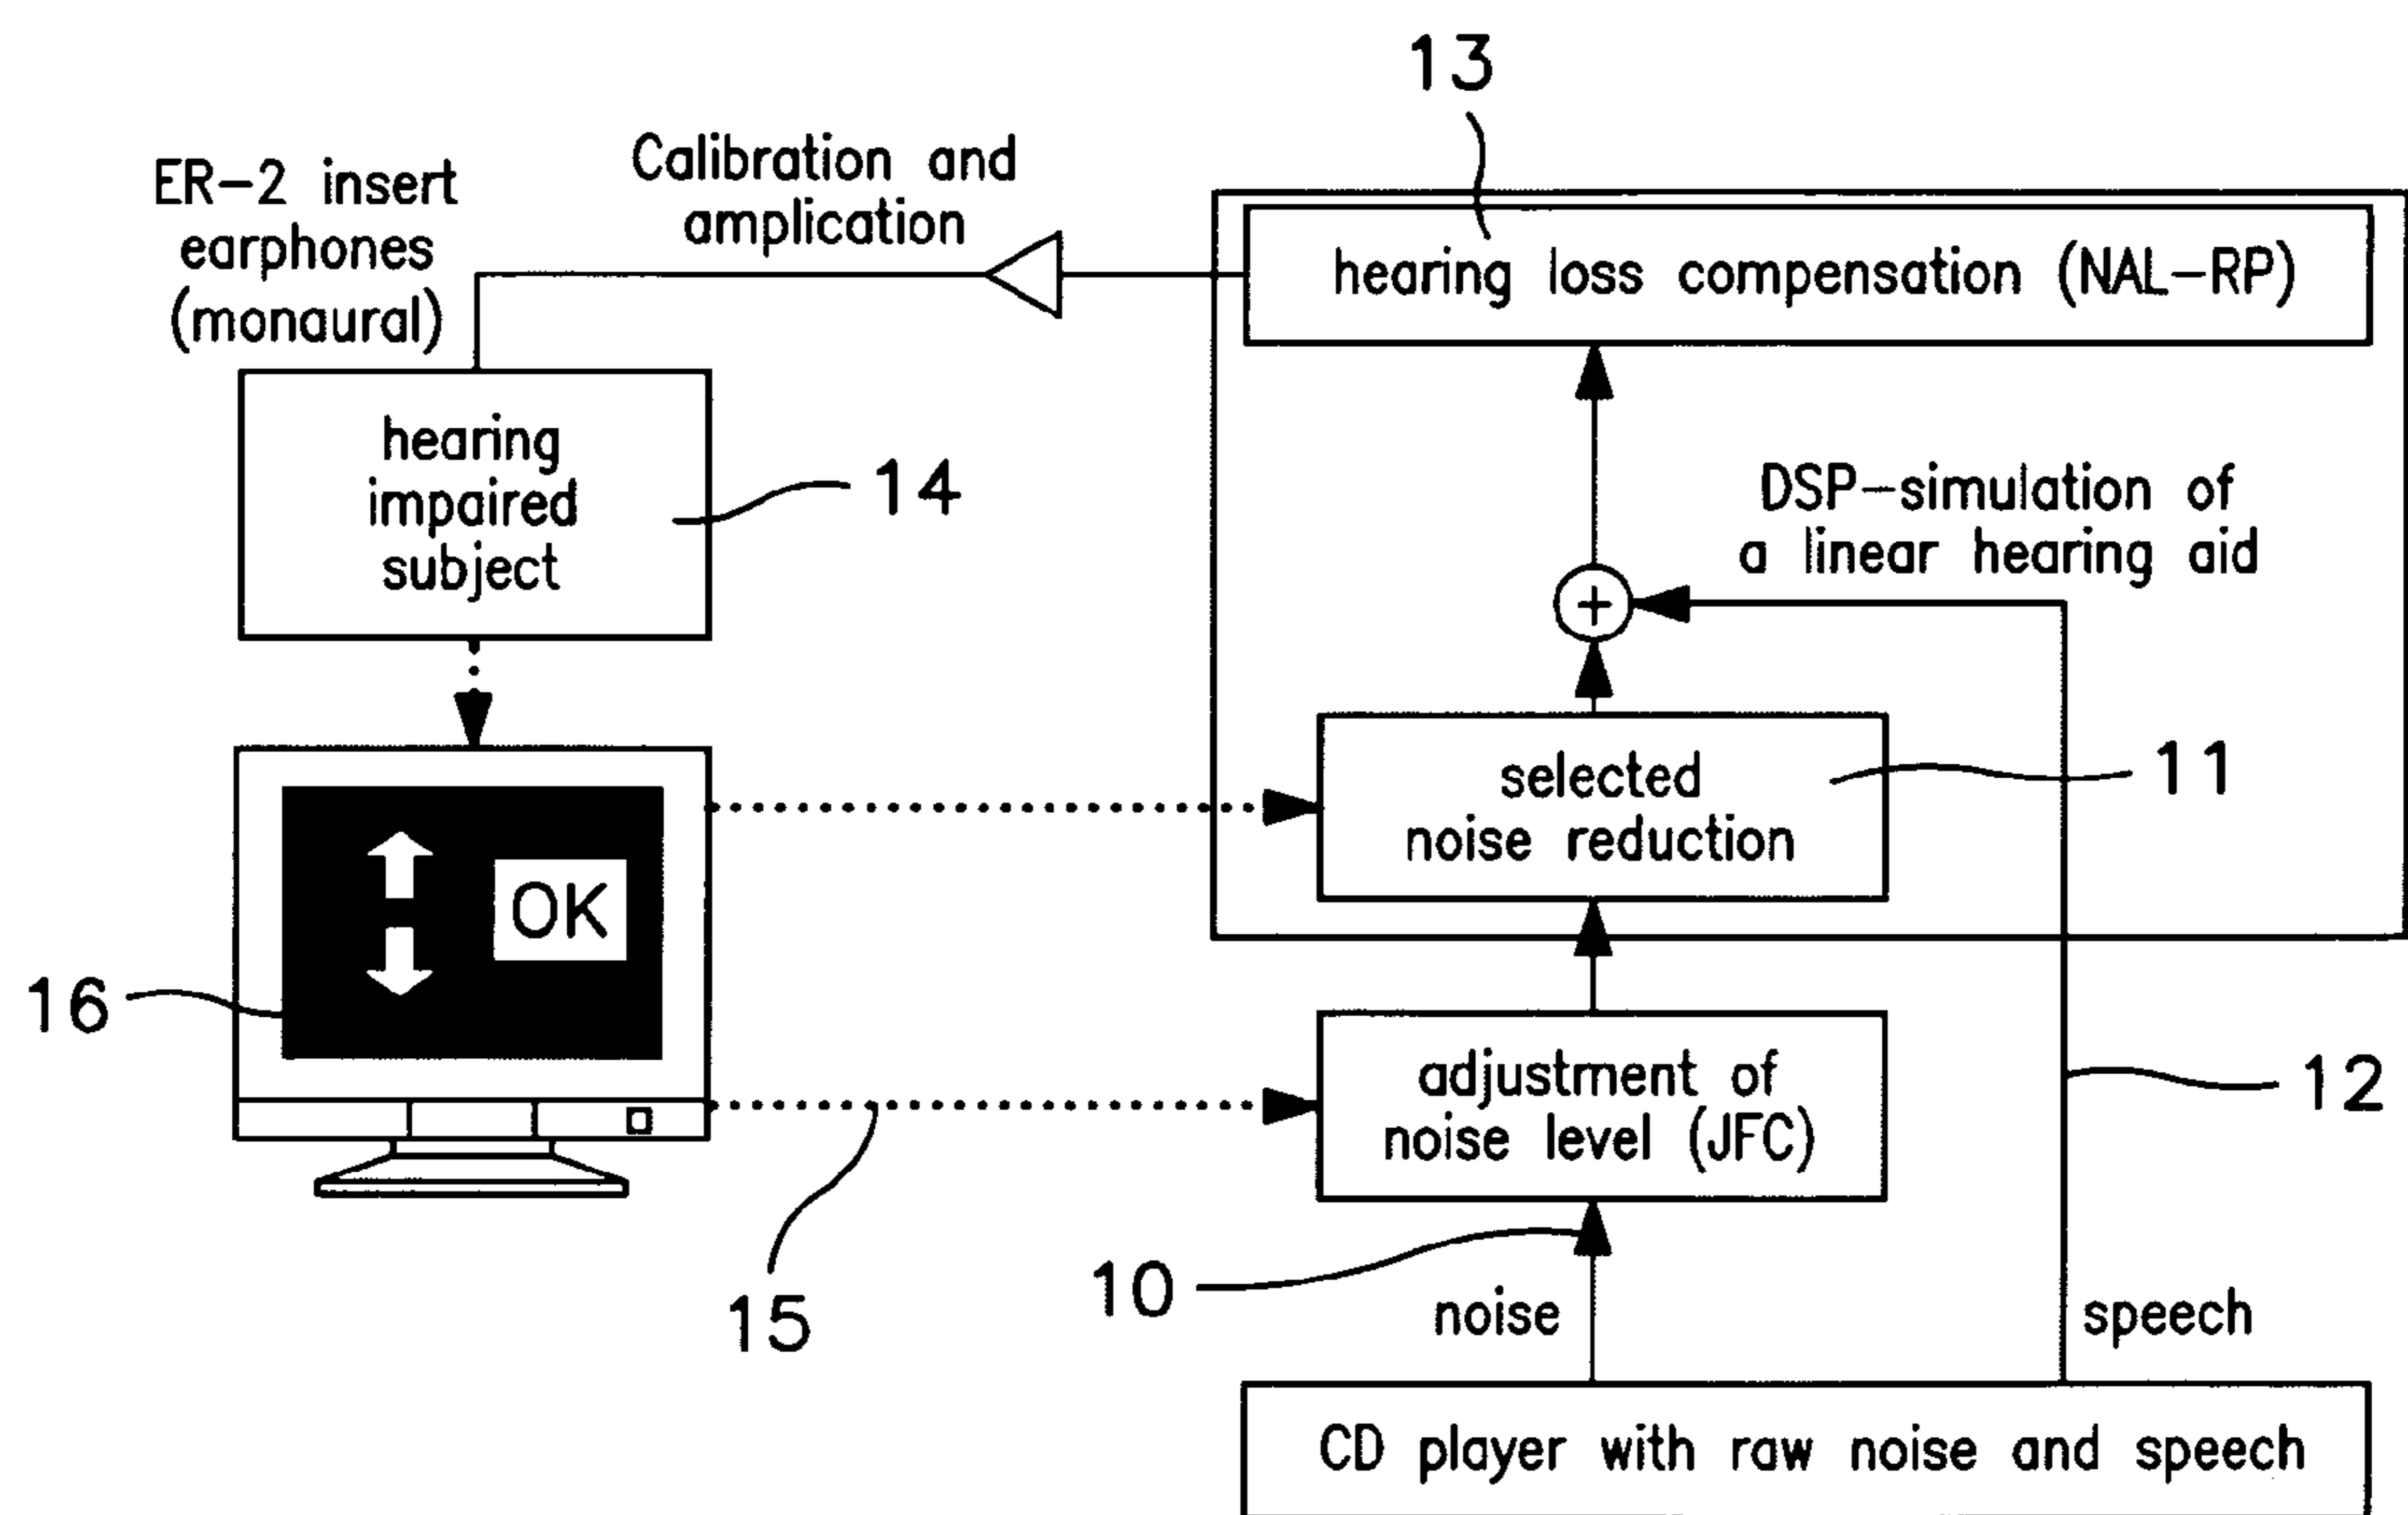 13
ER-2 insert
earphones
(monaural)
Calibration and
amplication
hearing loss compensation (NAL-RP)
hearing
impaired
subject
14
DSP-simulation of
a linear hearing aid
+
selected
noise reduction
11
OK
16
adjustment of
noise level (JFC)
12
15
10
noise
speech
CD player with raw noise and speech